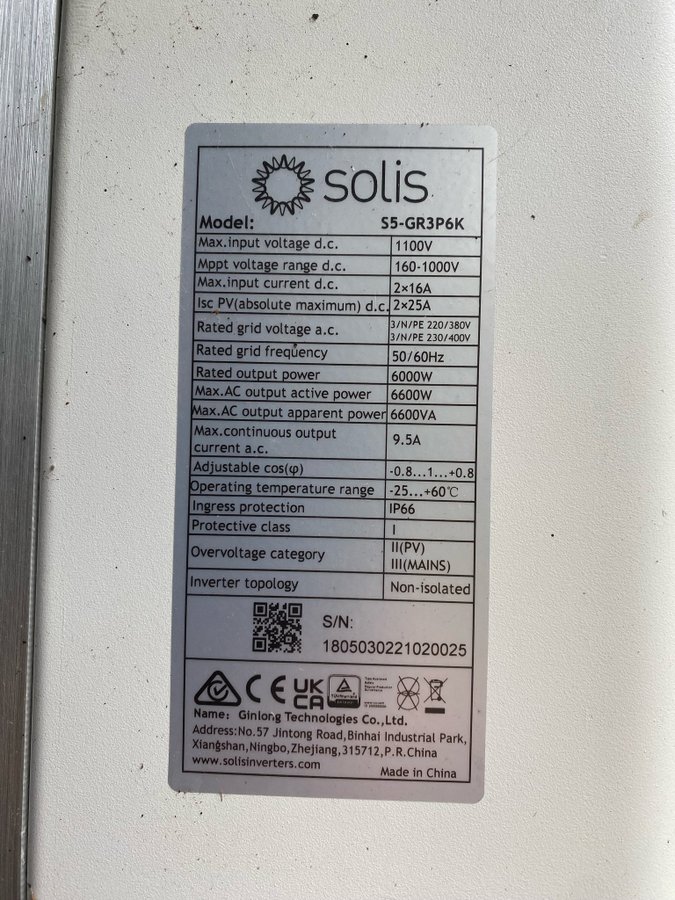 solis
Model: S5-GR3P6K
Max.input voltage d.c. 1100V
Mppt voltage range d.c. 160-1000V
Max.input current d.c. 2×16A
Isc PV(absolute maximum) d.c. 2×25A
Rated grid voltage a.c. 3/N/PE 220/380V
3/N/PE 230/400V
Rated grid frequency 50/60Hz
Rated output power 6000W
Max.AC output active power 6600W
Max.AC output apparent power 6600VA
Max.continuous output
current a.c. 9.5A
Adjustable cos(φ) -0.8...1...+0.8
Operating temperature range -25...+60℃
Ingress protection IP66
Protective class I
Overvoltage category II(PV)
III(MAINS)
Inverter topology Non-isolated
S/N:
1805030221020025
CE UK
CA
Name: Ginlong Technologies Co.,Ltd.
Address:No.57 Jintong Road,Binhai Industrial Park,
Xiangshan,Ningbo,Zhejiang,315712,P.R.China
www.solisinverters.com
Made in China